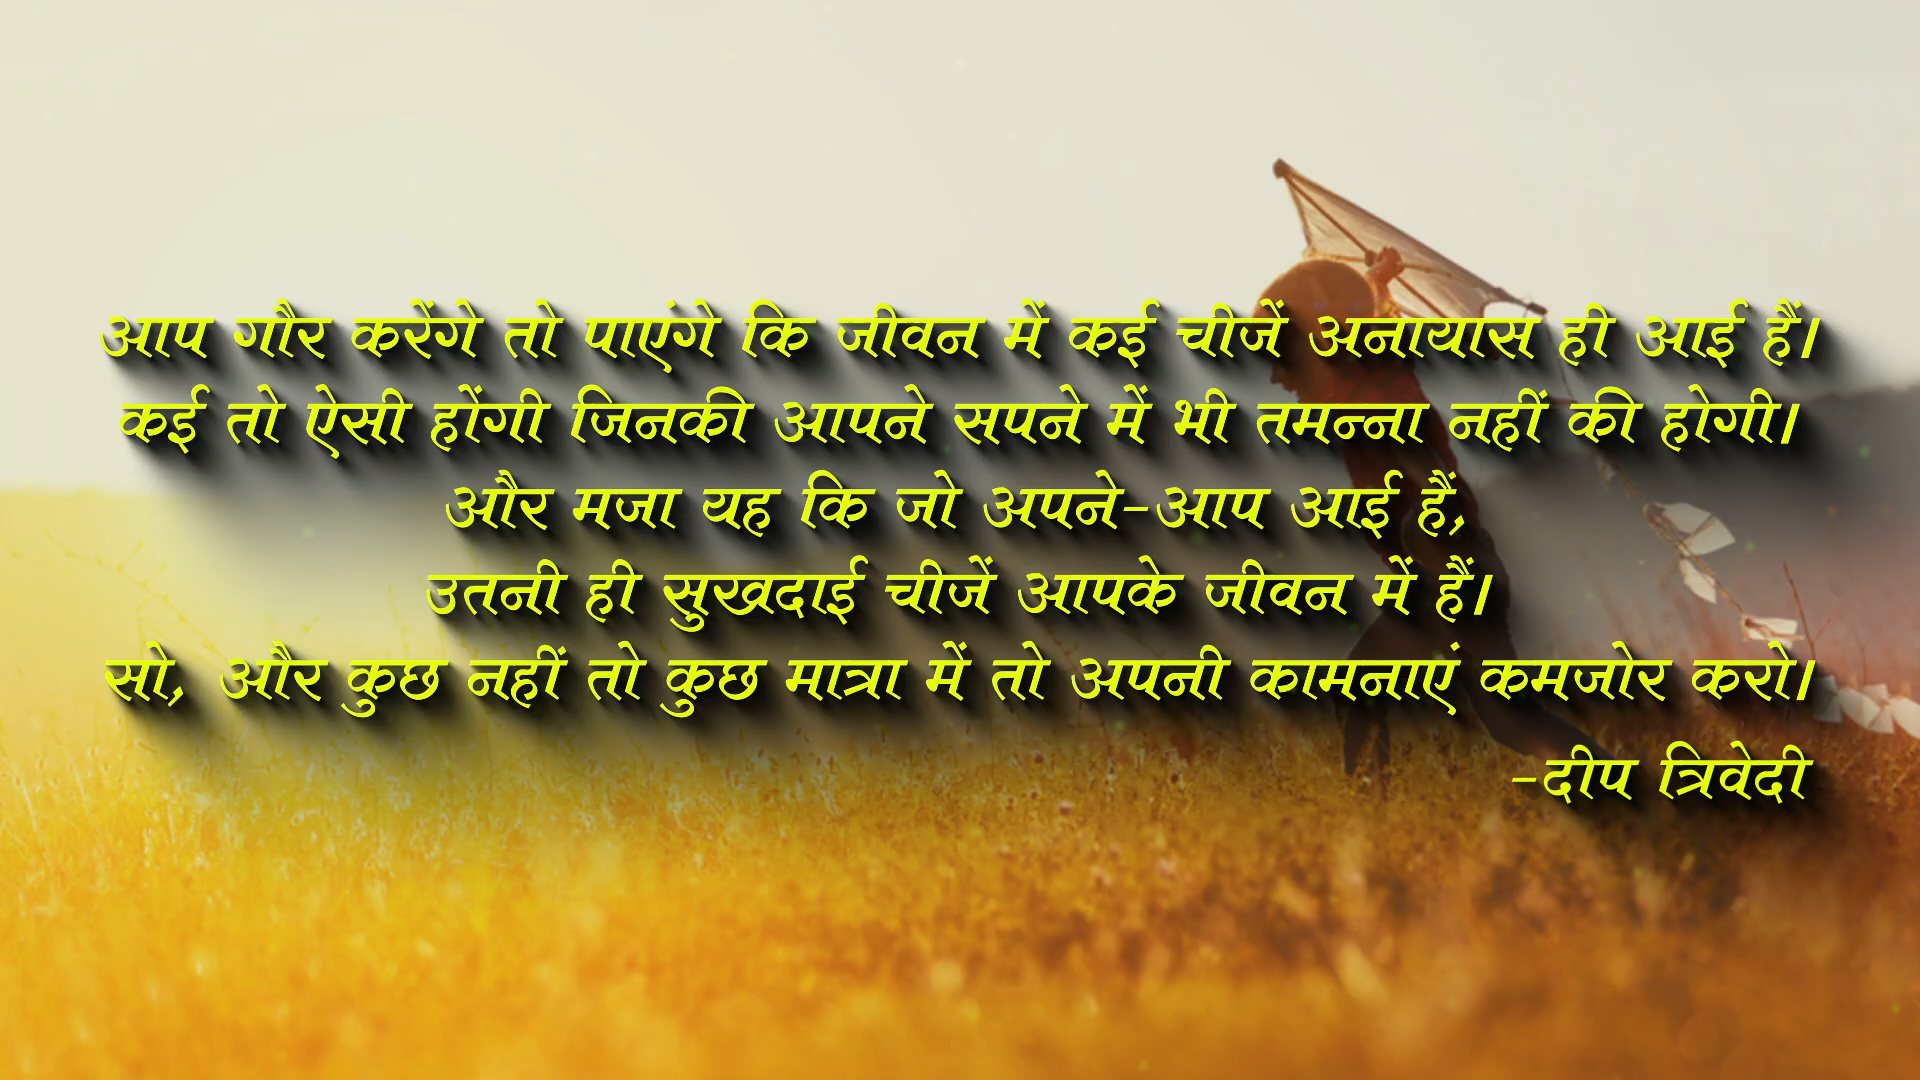 आप गौर करेंगे तो पाएंगे कि जीवन में कई चीजें अनायास ही आई हैं।
कई तो ऐसी होंगी जिनकी आपने सपने में भी तमन्ना नहीं की होगी।
और मजा यह कि जो अपने-आप आई हैं,
उतनी ही सुखदाई चीजें आपके जीवन में हैं।
सो, और कुछ नहीं तो कुछ मात्रा में तो अपनी कामनाएं कमजोर करो।
-दीप त्रिवेदी